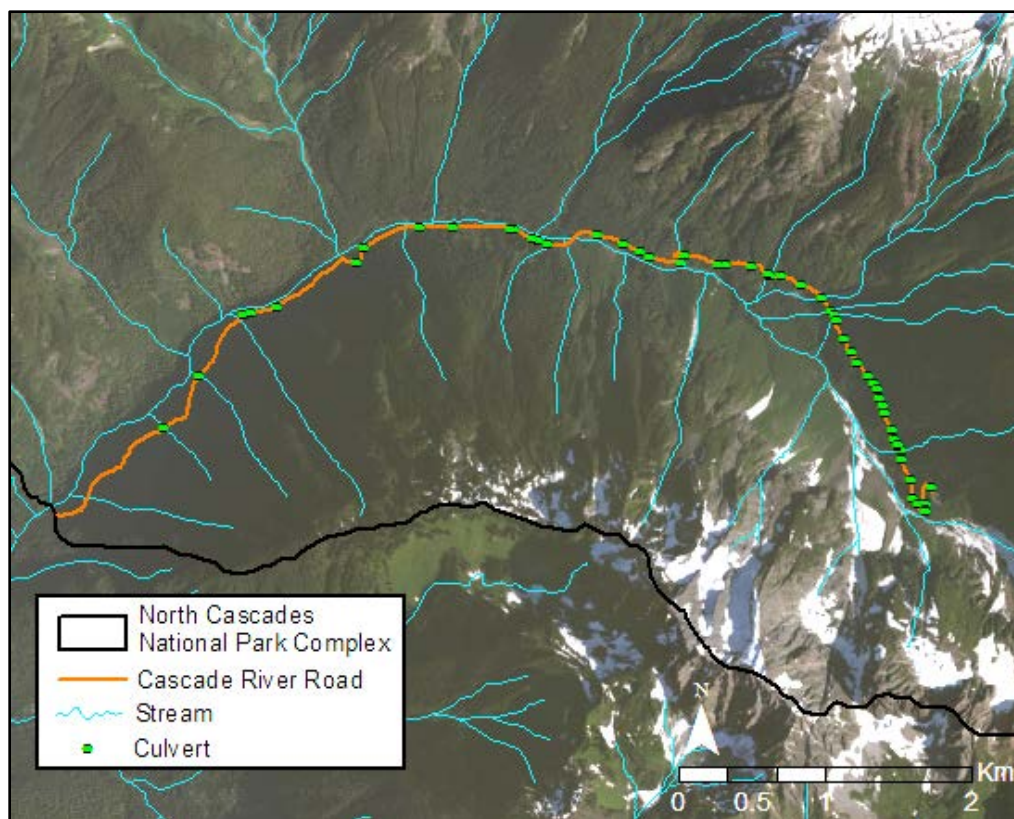 North Cascades
National Park Complex
Cascade River Road
Stream
Culvert
N
Km
0 0.5 1 2